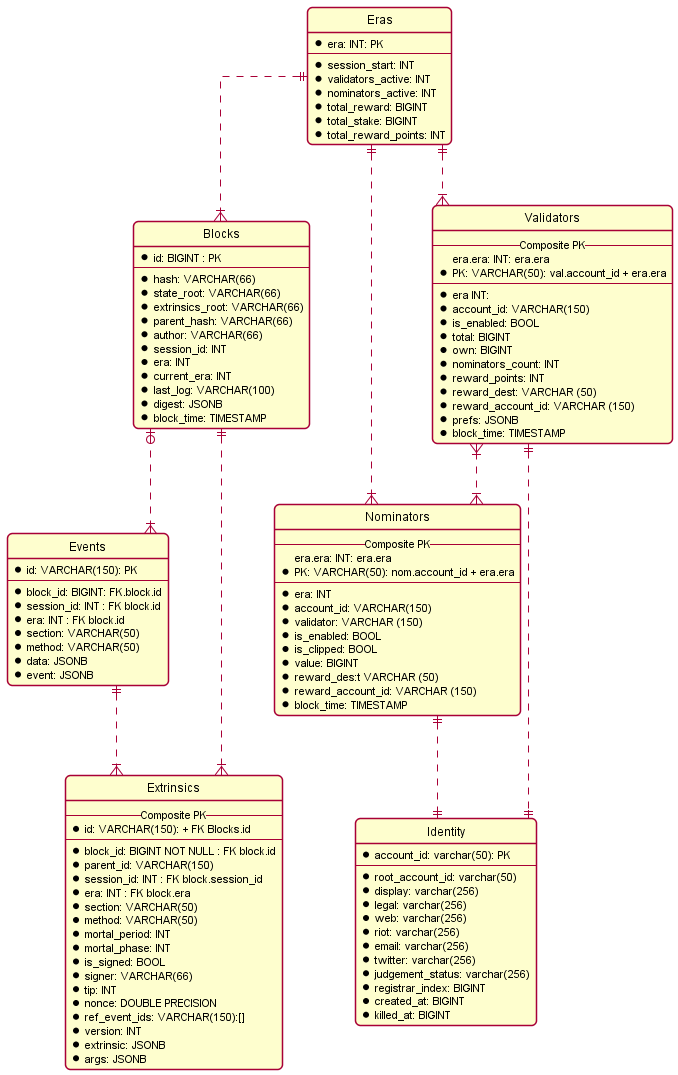 Eras
era: INT: PK
session_start: INT
validators_active: INT
nominators_active: INT
total_reward: BIGINT
total_stake: BIGINT
total_reward_points: INT
Blocks
id: BIGINT : PK
hash: VARCHAR(66)
state_root: VARCHAR(66)
extrinsics_root: VARCHAR(66)
parent_hash: VARCHAR(66)
author: VARCHAR(66)
session_id: INT
era: INT
current_era: INT
last_log: VARCHAR(100)
digest: JSONB
block_time: TIMESTAMP
Validators
Composite PK
era.era: INT: era.era
PK: VARCHAR(50): val.account_id + era.era
era INT:
account_id: VARCHAR(150)
is_enabled: BOOL
total: BIGINT
own: BIGINT
nominators_count: INT
reward_points: INT
reward_dest: VARCHAR (50)
reward_account_id: VARCHAR (150)
prefs: JSONB
block_time: TIMESTAMP
Events
id: VARCHAR(150): PK
block_id: BIGINT: FK.block.id
session_id: INT : FK block.id
era: INT : FK block.id
section: VARCHAR(50)
method: VARCHAR(50)
data: JSONB
event: JSONB
Nominators
Composite PK
era.era: INT: era.era
PK: VARCHAR(50): nom.account_id + era.era
era: INT
account_id: VARCHAR(150)
validator: VARCHAR (150)
is_enabled: BOOL
is_clipped: BOOL
value: BIGINT
reward_des:t VARCHAR (50)
reward_account_id: VARCHAR (150)
block_time: TIMESTAMP
Extrinsics
Composite PK
id: VARCHAR(150): + FK Blocks.id
block_id: BIGINT NOT NULL : FK block.id
parent_id: VARCHAR(150)
session_id: INT : FK block.session_id
era: INT : FK block.era
section: VARCHAR(50)
method: VARCHAR(50)
mortal_period: INT
mortal_phase: INT
is_signed: BOOL
signer: VARCHAR(66)
tip: INT
nonce: DOUBLE PRECISION
ref_event_ids: VARCHAR(150):[]
version: INT
extrinsic: JSONB
args: JSONB
Identity
account_id: varchar(50): PK
root_account_id: varchar(50)
display: varchar(256)
legal: varchar(256)
web: varchar(256)
riot: varchar(256)
email: varchar(256)
twitter: varchar(256)
judgement_status: varchar(256)
registrar_index: BIGINT
created_at: BIGINT
killed_at: BIGINT